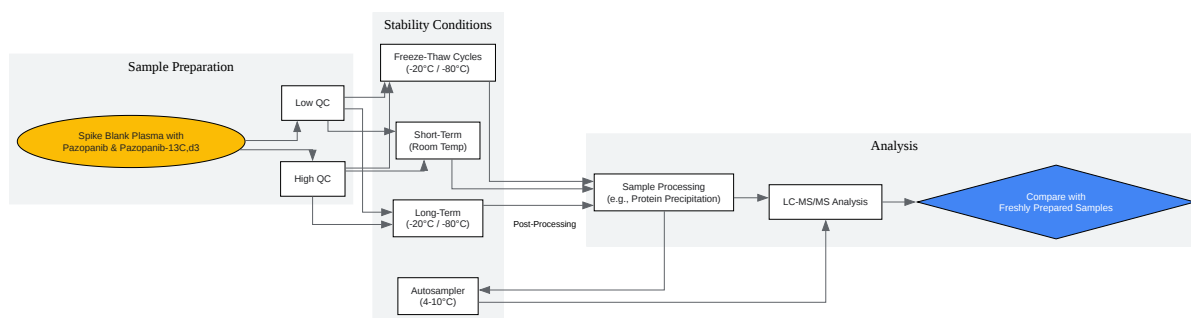 Stability Conditions
Freeze-Thaw Cycles
(-20°C / -80°C)
Sample Preparation
Low QC
Spike Blank Plasma with
Pazopanib & Pazopanib-13C,d3
High QC
Short-Term
(Room Temp)
Long-Term
(-20°C / -80°C)
Autosampler
(4-10°C)
Post-Processing
Analysis
Sample Processing
(e.g., Protein Precipitation)
LC-MS/MS Analysis
Compare with
Freshly Prepared Samples